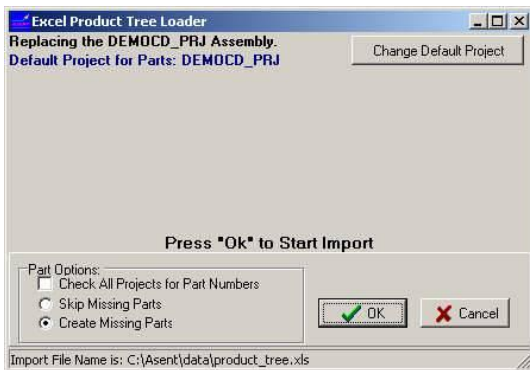 Excel Product Tree Loader
Replacing the DEMOCD_PRJ Assembly.
Default Project for Parts: DEMOCD_PRJ
Change Default Project
Press "Ok" to Start Import
Part Options:
Check All Projects for Part Numbers
Skip Missing Parts
Create Missing Parts
OK
Cancel
Import File Name is: C:\Asent\data\product_tree.xls